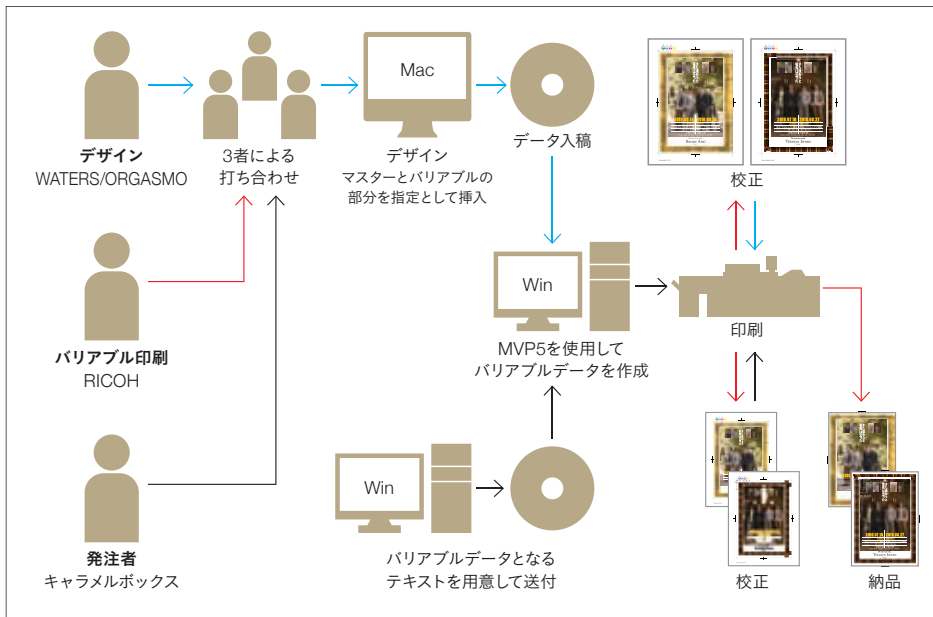 デザイン
WATERS/ORGASMO
3者による
打ち合わせ
Mac
デザイン
マスターとバリアブルの
部分を指定として挿入
データ入稿
校正
バリアブル印刷
RICOH
Win
MVP5を使用して
バリアブルデータを作成
印刷
発注者
キャラメルボックス
Win
バリアブルデータとなる
テキストを用意して送付
校正
納品